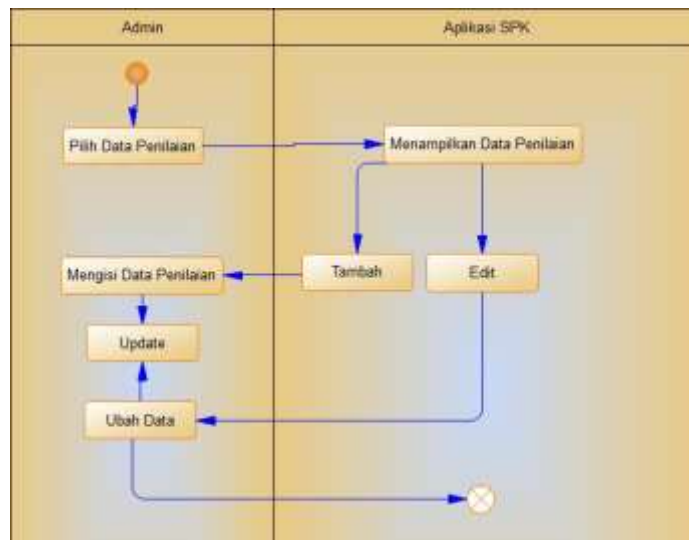 Admin
Aplikasi SPK
Pilih Data Penilaian
Menampilkan Data Penilaian
Mengisi Data Penilaian
Tambah
Edit
Update
Ubah Data